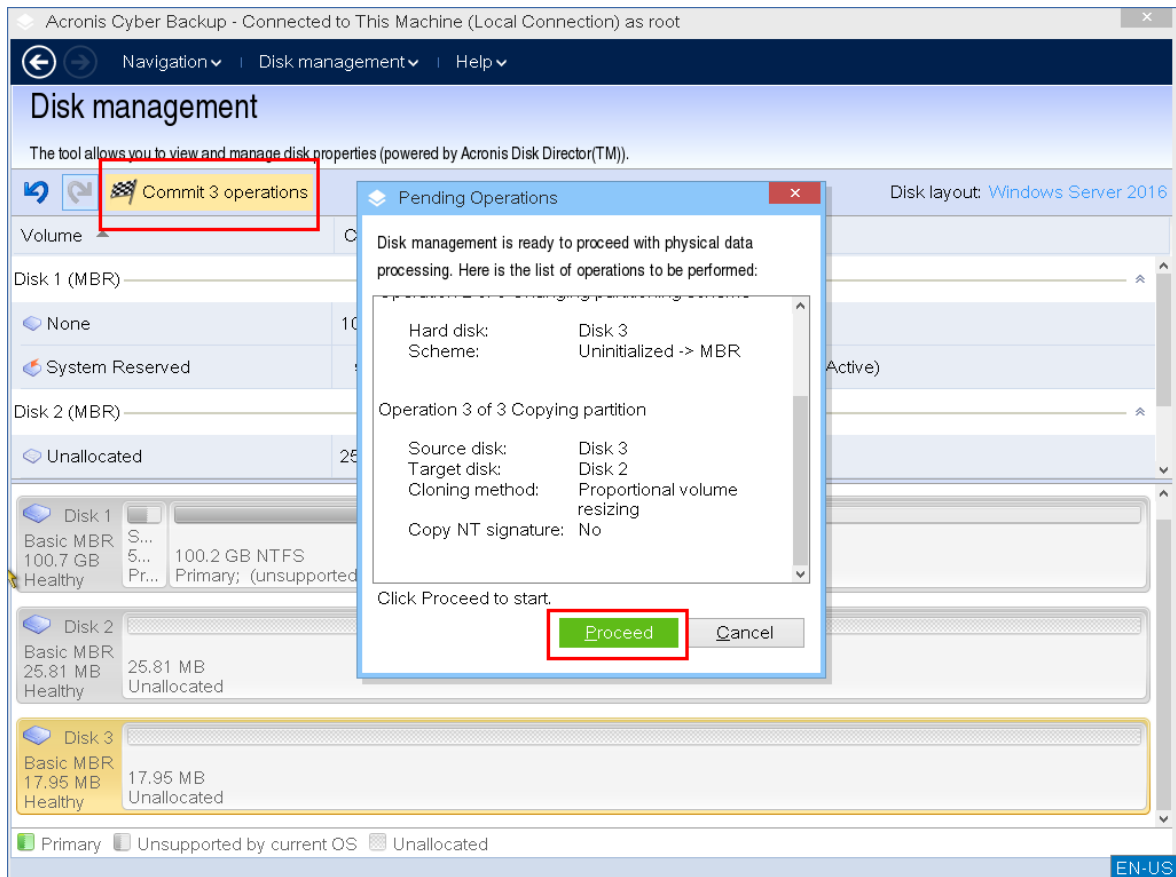 Acronis Cyber Backup - Connected to This Machine (Local Connection) as root
Navigation Disk management Help
Disk management
The tool allows you to view and manage disk properties (powered by Acronis Disk Director(TM)).
Commit 3 operations
Disk layout: Windows Server 2016
Volume C
Disk 1 (MBR)
None 10
System Reserved Active)
Disk 2 (MBR)
Unallocated 25
Pending Operations
Disk management is ready to proceed with physical data
processing. Here is the list of operations to be performed:
Hard disk: Disk 3
Scheme: Uninitialized -> MBR
Operation 3 of 3 Copying partition
Source disk: Disk 3
Target disk: Disk 2
Cloning method: Proportional volume
resizing
Copy NT signature: No
Click Proceed to start.
Proceed Cancel
Disk 1
Basic MBR
100.7 GB
Healthy
S...
5...
Pr...
100.2 GB NTFS
Primary; (unsupported
Disk 2
Basic MBR
25.81 MB
Healthy
25.81 MB
Unallocated
Disk 3
Basic MBR
17.95 MB
Healthy
17.95 MB
Unallocated
Primary Unsupported by current OS Unallocated
EN-US